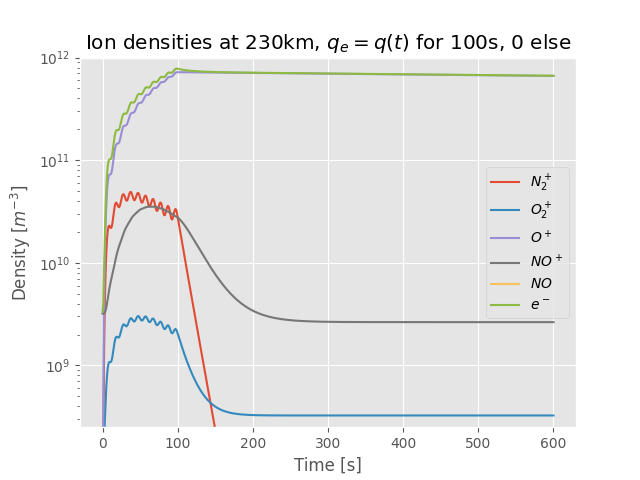 Ion densities at 230km, $q_e = q(t)$ for 100s, 0 else
Density [$m^{-3}$]
$10^{12}$
$10^{11}$
$10^{10}$
$10^{9}$
$N_2^+$
$O_2^+$
$O^+$
$NO^+$
$NO$
$e^-$
0 100 200 300 400 500 600
Time [s]